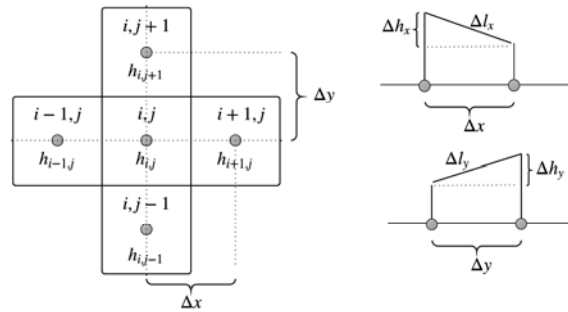 i, j + 1
h_{i,j+1}
Δy
i − 1, j
i, j
i + 1, j
h_{i−1,j}
h_{i,j}
h_{i+1,j}
i, j − 1
h_{i,j−1}
Δx
Δh_x
Δl_x
Δx
Δl_y
Δh_y
Δy